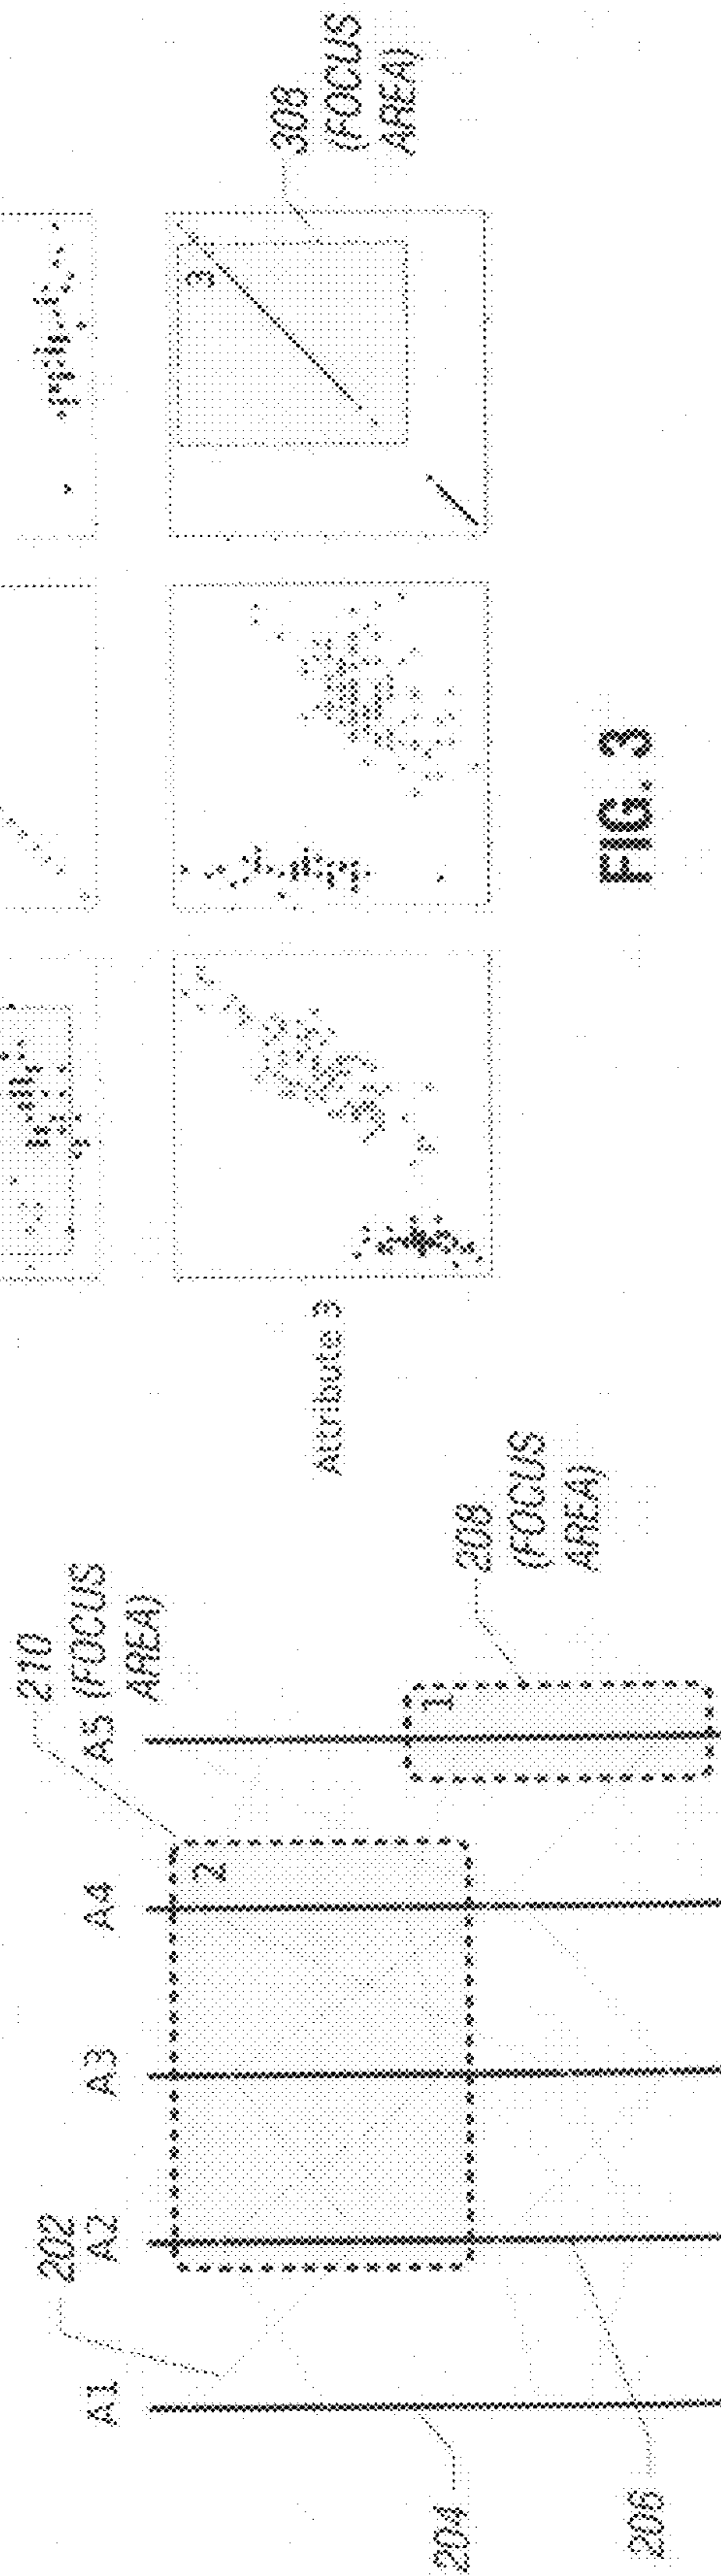 202
210
(FOCUS
AREA)
A1
A2
A3
A4
A5
2
1
204
206
208
(FOCUS
AREA)
Attribute 3
3
308
(FOCUS
AREA)
FIG. 3